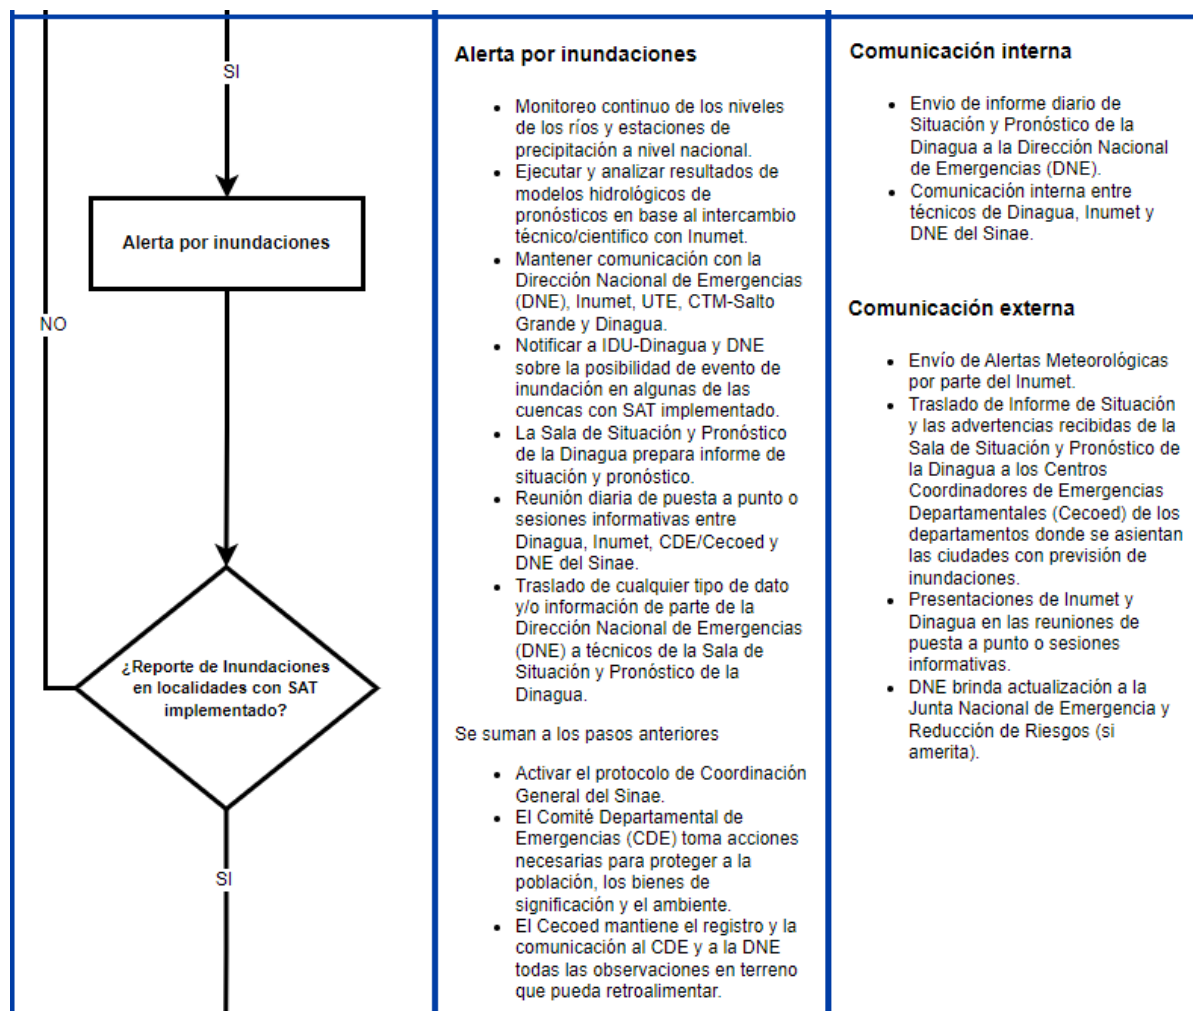 SI
Alerta por inundaciones
NO
¿Reporte de Inundaciones
en localidades con SAT
implementado?
SI
Alerta por inundaciones
• Monitoreo continuo de los niveles
de los ríos y estaciones de
precipitación a nivel nacional.
• Ejecutar y analizar resultados de
modelos hidrológicos de
pronósticos en base al intercambio
técnico/cientifico con Inumet.
• Mantener comunicación con la
Dirección Nacional de Emergencias
(DNE), Inumet, UTE, CTM-Salto
Grande y Dinagua.
• Notificar a IDU-Dinagua y DNE
sobre la posibilidad de evento de
inundación en algunas de las
cuencas con SAT implementado.
• La Sala de Situación y Pronóstico
de la Dinagua prepara informe de
situación y pronóstico.
• Reunión diaria de puesta a punto o
sesiones informativas entre
Dinagua, Inumet, CDE/Cecoed y
DNE del Sinae.
• Traslado de cualquier tipo de dato
y/o información de parte de la
Dirección Nacional de Emergencias
(DNE) a técnicos de la Sala de
Situación y Pronóstico de la
Dinagua.
Se suman a los pasos anteriores
• Activar el protocolo de Coordinación
General del Sinae.
• El Comité Departamental de
Emergencias (CDE) toma acciones
necesarias para proteger a la
población, los bienes de
significación y el ambiente.
• El Cecoed mantiene el registro y la
comunicación al CDE y a la DNE
todas las observaciones en terreno
que pueda retroalimentar.
Comunicación interna
• Envio de informe diario de
Situación y Pronóstico de la
Dinagua a la Dirección Nacional
de Emergencias (DNE).
• Comunicación interna entre
técnicos de Dinagua, Inumet y
DNE del Sinae.
Comunicación externa
• Envío de Alertas Meteorológicas
por parte del Inumet.
• Traslado de Informe de Situación
y las advertencias recibidas de la
Sala de Situación y Pronóstico de
la Dinagua a los Centros
Coordinadores de Emergencias
Departamentales (Cecoed) de los
departamentos donde se asientan
las ciudades con previsión de
inundaciones.
• Presentaciones de Inumet y
Dinagua en las reuniones de
puesta a punto o sesiones
informativas.
• DNE brinda actualización a la
Junta Nacional de Emergencia y
Reducción de Riesgos (si
amerita).